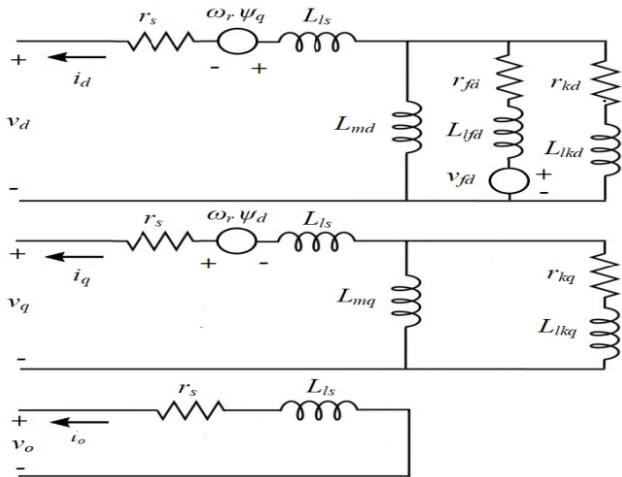 r_s ω_r ψ_q L_ls
+ i_d - +
r_fd r_kd
v_d L_md L_lfd L_lkd
v_fd +
-
-
r_s ω_r ψ_d L_ls
+ i_q + -
r_kq
v_q L_mq
L_lkq
-
r_s L_ls
+
v_o i_o
-